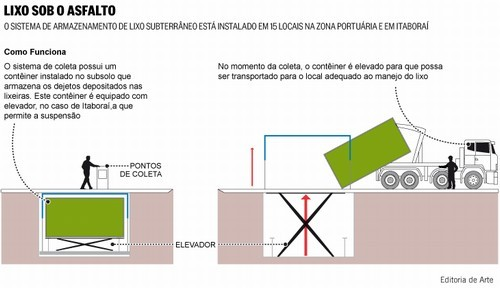 LIXO SOB O ASFALTO
O SISTEMA DE ARMAZENAMENTO DE LIXO SUBTERRÂNEO ESTÁ INSTALADO EM 15 LOCAIS NA ZONA PORTUÁRIA E EM ITABORAÍ
Como Funciona
O sistema de coleta possui um
contêiner instalado no subsolo que
armazena os dejetos depositados nas
lixeiras. Este contêiner é equipado com
elevador, no caso de Itaboraí,a que
permite a suspensão
No momento da coleta, o contêiner é elevado para que possa
ser transportado para o local adequado ao manejo do lixo
PONTOS
DE COLETA
ELEVADOR
Editoria de Arte